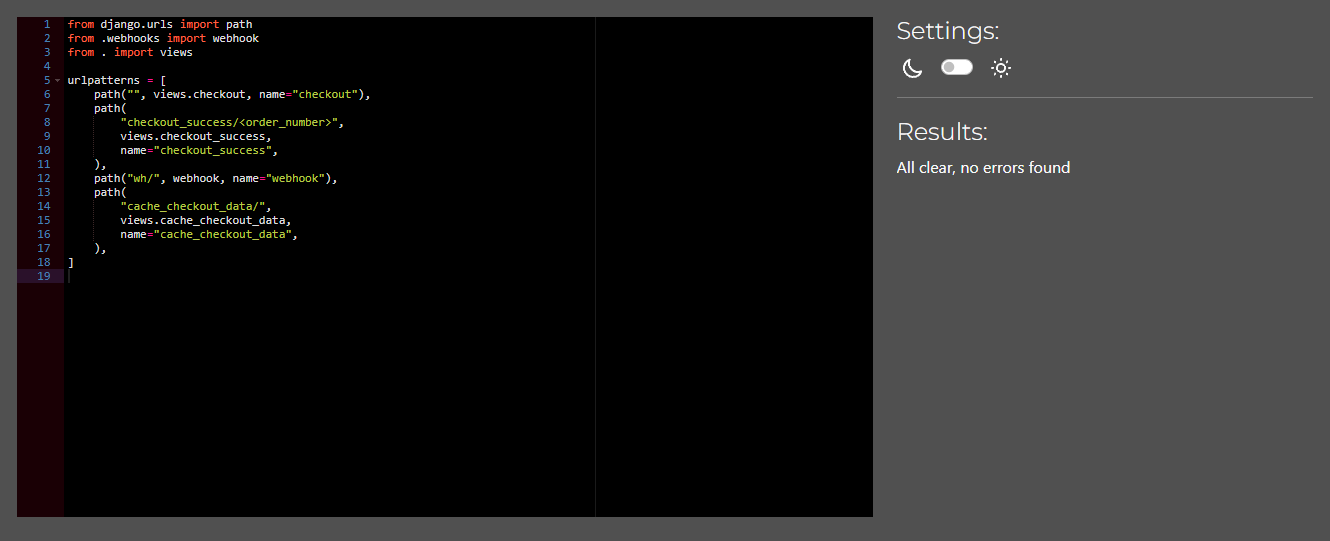 1 from django.urls import path
2 from .webhooks import webhook
3 from . import views
4
5 urlpatterns = [
6     path("", views.checkout, name="checkout"),
7     path(
8         "checkout_success/<order_number>",
9         views.checkout_success,
10         name="checkout_success",
11     ),
12     path("wh/", webhook, name="webhook"),
13     path(
14         "cache_checkout_data/",
15         views.cache_checkout_data,
16         name="cache_checkout_data",
17     ),
18 ]
19
Settings:
Results:
All clear, no errors found